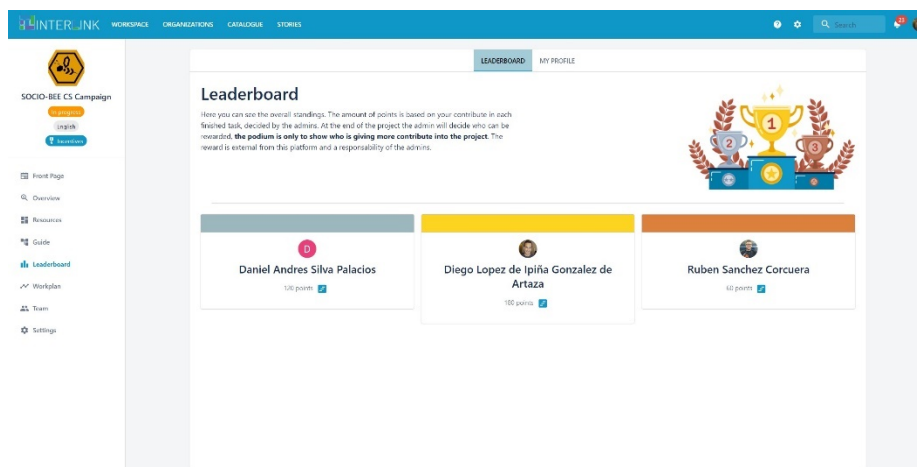 INTERLINK
WORKSPACE ORGANIZATIONS CATALOGUE STORIES
Search
SOCIO-BEE CS Campaign
In progress
english
Front Page
Overview
Resources
Guide
Leaderboard
Workplan
Team
Settings
LEADERBOARD MY PROFILE
Leaderboard
Here you can see the overall standings. The amount of points is based on your contribute in each
finished task, decided by the admins. At the end of the project the admin will decide who can be
rewarded, the podium is only to show who is giving more contribute into the project. The
reward is external from this platform and a responsability of the admins.
2 1 3
D
Daniel Andres Silva Palacios
120 points
Diego Lopez de Ipiña Gonzalez de
Artaza
180 points
Ruben Sanchez Corcuera
60 points